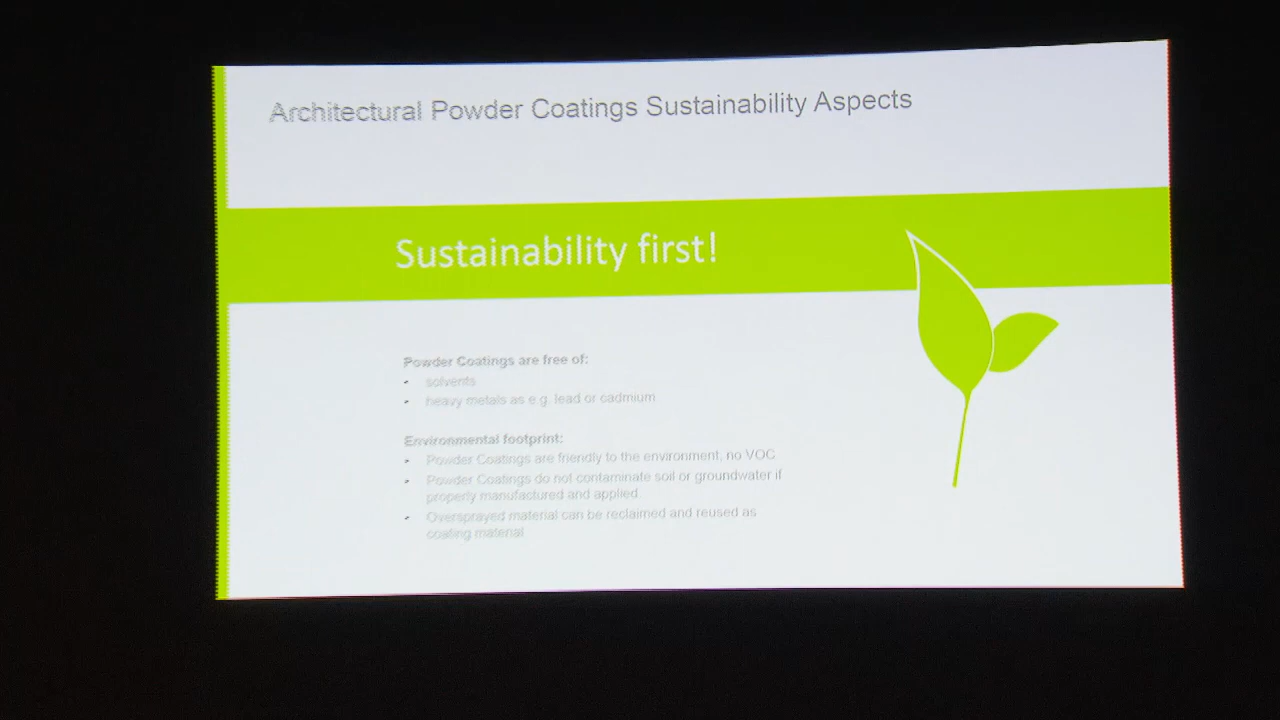 Architectural Powder Coatings Sustainability Aspects
Sustainability first!
Powder Coatings are free of:
• solvents
• heavy metals as e.g. lead or cadmium
Environmental footprint:
• Powder Coatings are friendly to the environment, no VOC
• Powder Coatings do not contaminate soil or groundwater if
properly manufactured and applied.
• Oversprayed material can be reclaimed and reused as
coating material